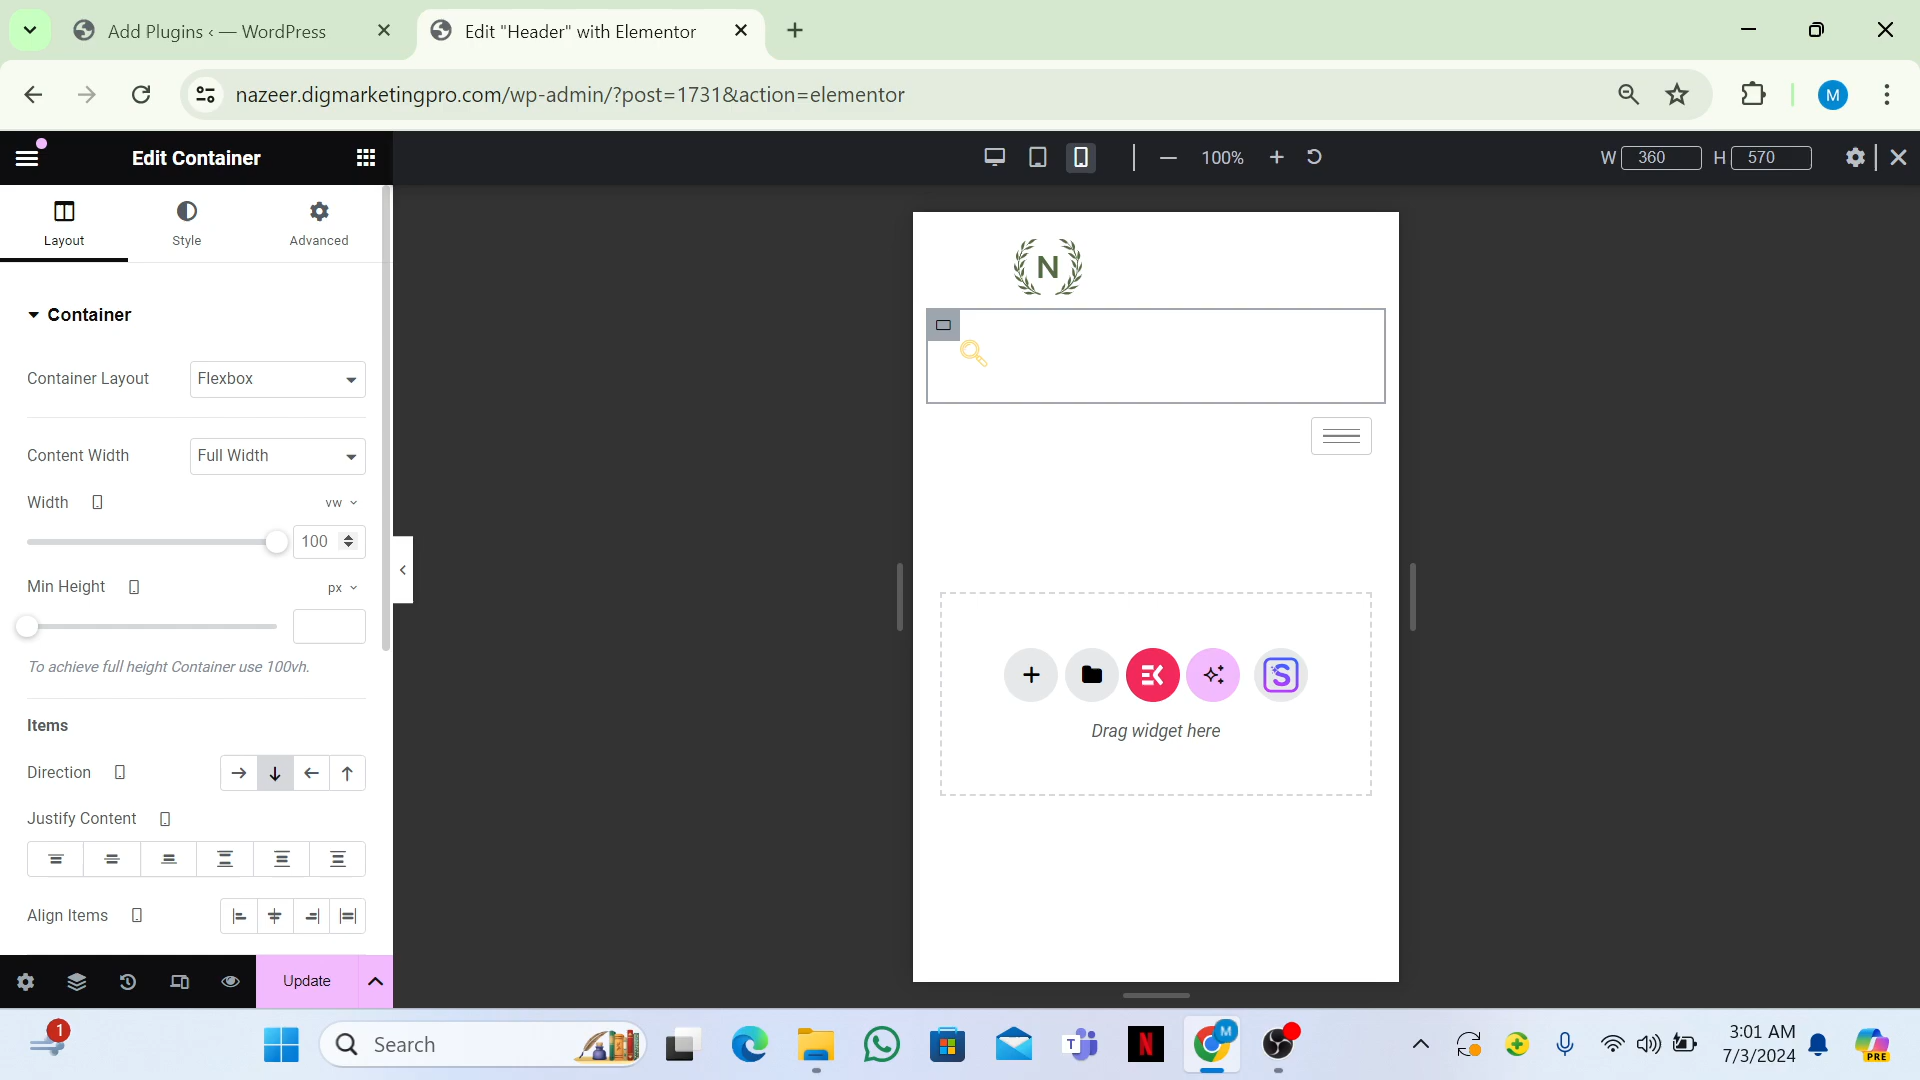 Add Plugins ‹ — WordPress
Edit "Header" with Elementor
nazeer.digmarketingpro.com/wp-admin/?post=1731&action=elementor
M
Edit Container
100%
W 360 H 570
Layout
Style
Advanced
N
Container
Container Layout Flexbox
Content Width Full Width
Width vw
100
Min Height px
To achieve full height Container use 100vh.
S
Drag widget here
Items
Direction
Justify Content
Align Items
Update
1
Search
T
N
M
3:01 AM
7/3/2024
PRE